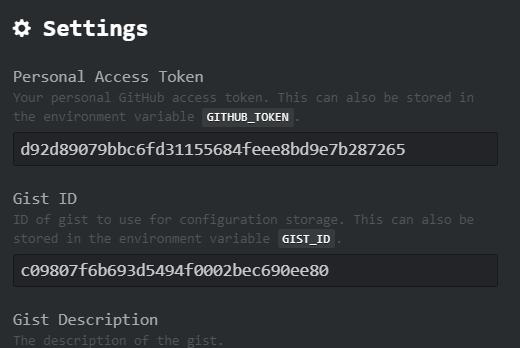 Settings
Personal Access Token
Your personal GitHub access token. This can also be stored in
the environment variable GITHUB_TOKEN.
d92d89079bbc6fd31155684feee8bd9e7b287265
Gist ID
ID of gist to use for configuration storage. This can also be
stored in the environment variable GIST_ID.
c09807f6b693d5494f0002bec690ee80
Gist Description
The description of the gist.